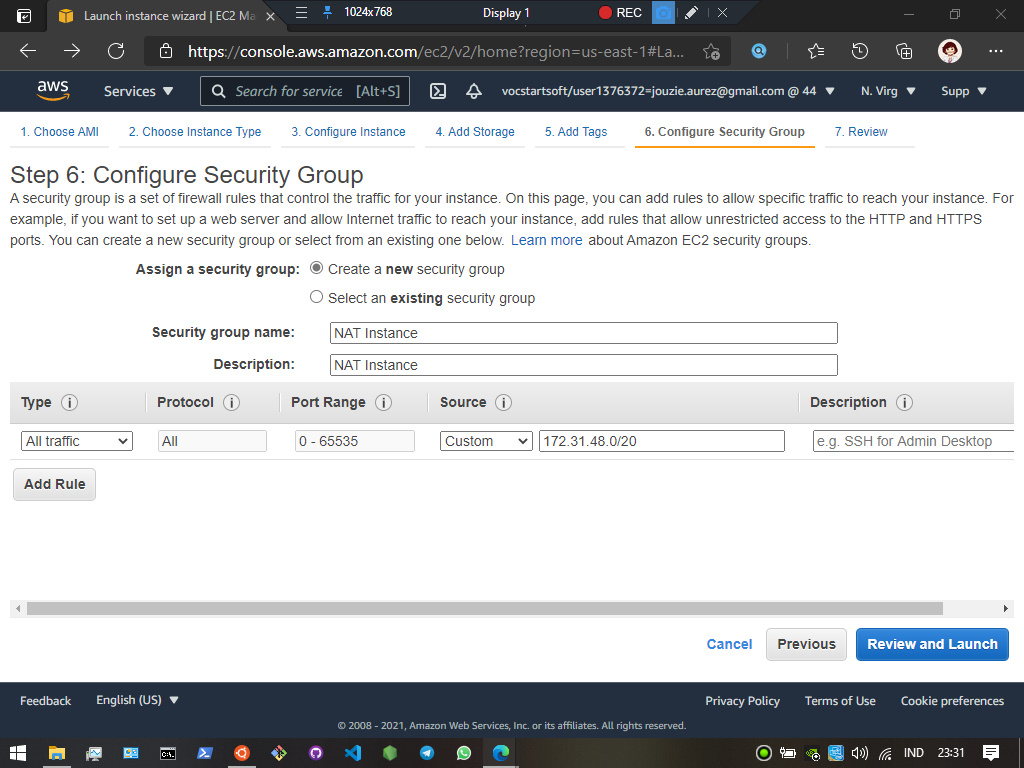 Launch instance wizard | EC2 Ma
1024x768
Display 1
REC
https://console.aws.amazon.com/ec2/v2/home?region=us-east-1#La...
aws
Services
Search for service
[Alt+S]
vocstartsoft/user1376372=jouzie.aurez@gmail.com @ 44
N. Virg
Supp
1. Choose AMI
2. Choose Instance Type
3. Configure Instance
4. Add Storage
5. Add Tags
6. Configure Security Group
7. Review
Step 6: Configure Security Group
A security group is a set of firewall rules that control the traffic for your instance. On this page, you can add rules to allow specific traffic to reach your instance. For
example, if you want to set up a web server and allow Internet traffic to reach your instance, add rules that allow unrestricted access to the HTTP and HTTPS
ports. You can create a new security group or select from an existing one below. Learn more about Amazon EC2 security groups.
Assign a security group:
Create a new security group
Select an existing security group
Security group name:
NAT Instance
Description:
NAT Instance
Type
Protocol
Port Range
Source
Description
All traffic
All
0 - 65535
Custom
172.31.48.0/20
e.g. SSH for Admin Desktop
Add Rule
Cancel
Previous
Review and Launch
Feedback
English (US)
Privacy Policy
Terms of Use
Cookie preferences
© 2008 - 2021, Amazon Web Services, Inc. or its affiliates. All rights reserved.
IND
23:31